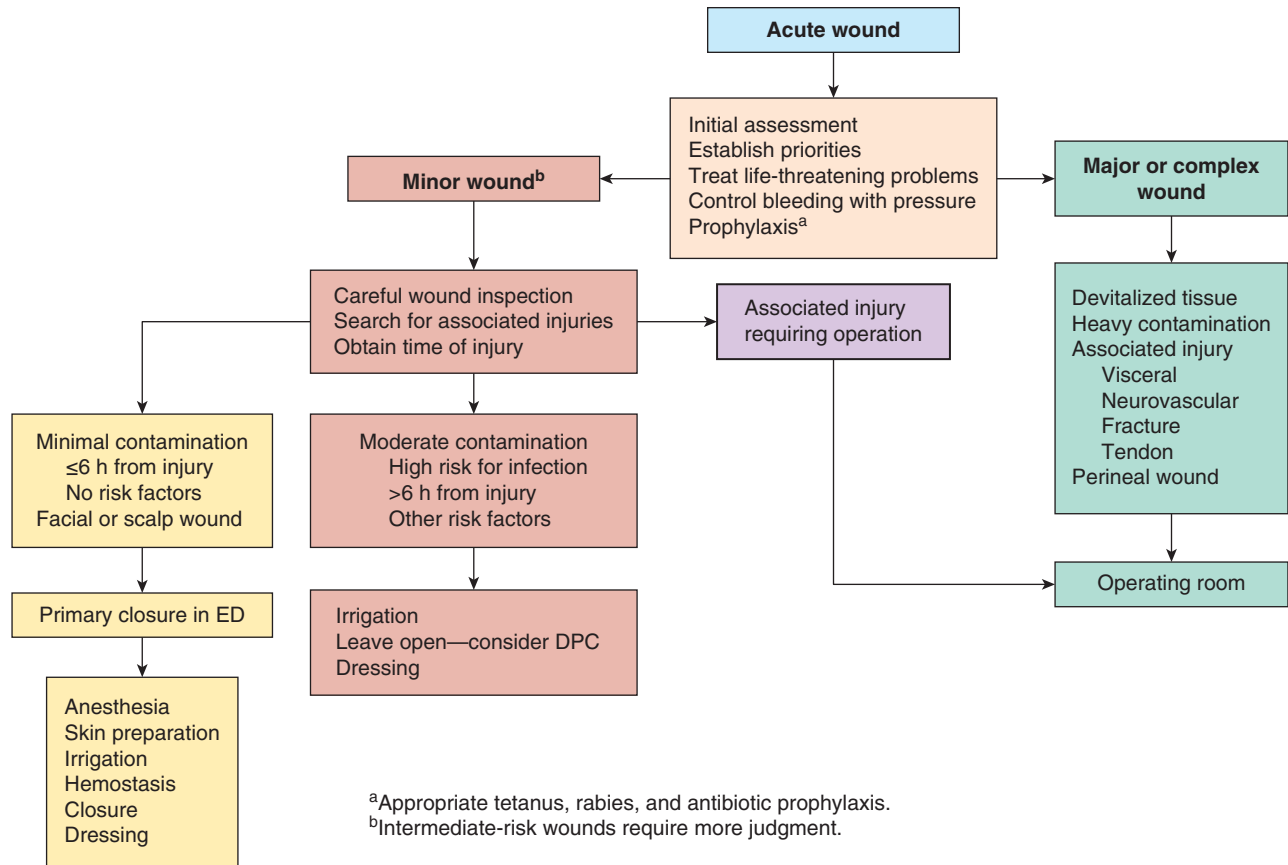 Acute wound
Initial assessment
Establish priorities
Treat life-threatening problems
Control bleeding with pressure
Prophylaxisᵃ
Minor woundᵇ
Major or complex
wound
Careful wound inspection
Search for associated injuries
Obtain time of injury
Associated injury
requiring operation
Devitalized tissue
Heavy contamination
Associated injury
Visceral
Neurovascular
Fracture
Tendon
Perineal wound
Minimal contamination
≤6 h from injury
No risk factors
Facial or scalp wound
Moderate contamination
High risk for infection
>6 h from injury
Other risk factors
Operating room
Primary closure in ED
Irrigation
Leave open—consider DPC
Dressing
Anesthesia
Skin preparation
Irrigation
Hemostasis
Closure
Dressing
ᵃAppropriate tetanus, rabies, and antibiotic prophylaxis.
ᵇIntermediate-risk wounds require more judgment.